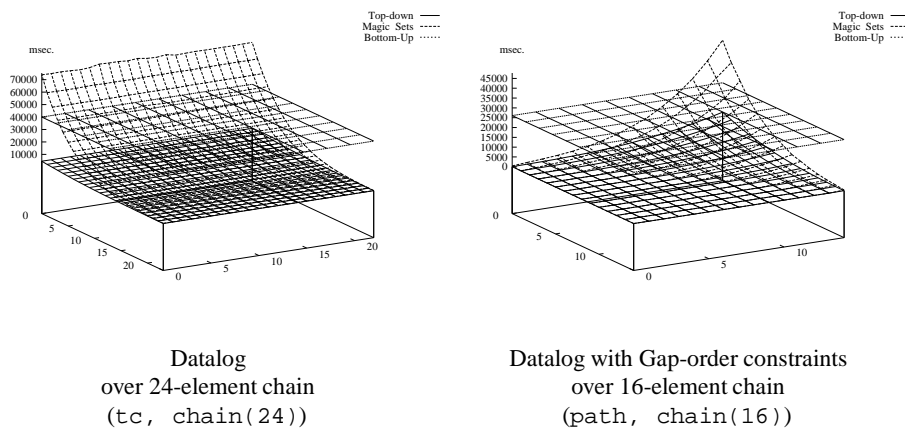 Top-down
Magic Sets
Bottom-Up
msec.
70000
60000
50000
40000
30000
20000
10000
0
5
10
15
20
0
5
10
15
20
Datalog
over 24-element chain
(tc, chain(24))
Top-down
Magic Sets
Bottom-Up
msec.
45000
40000
35000
30000
25000
20000
15000
10000
5000
0
0
5
10
0
5
10
Datalog with Gap-order constraints
over 16-element chain
(path, chain(16))